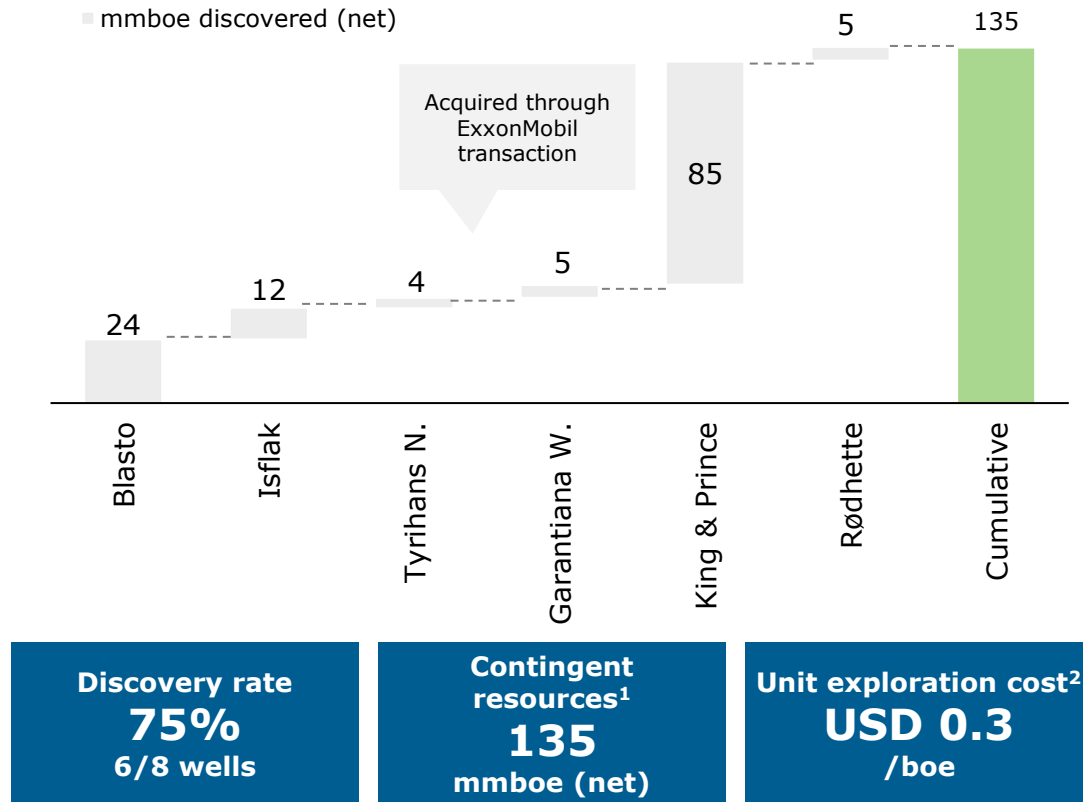 mmboe discovered (net)
135
5
Acquired through
ExxonMobil
transaction
85
5
4
12
24
Blasto
Isflak
Tyrihans N.
Garantiana W.
King & Prince
Rødhette
Cumulative
Discovery rate
75%
6/8 wells
Contingent
resources¹
135
mmboe (net)
Unit exploration cost²
USD 0.3
/boe